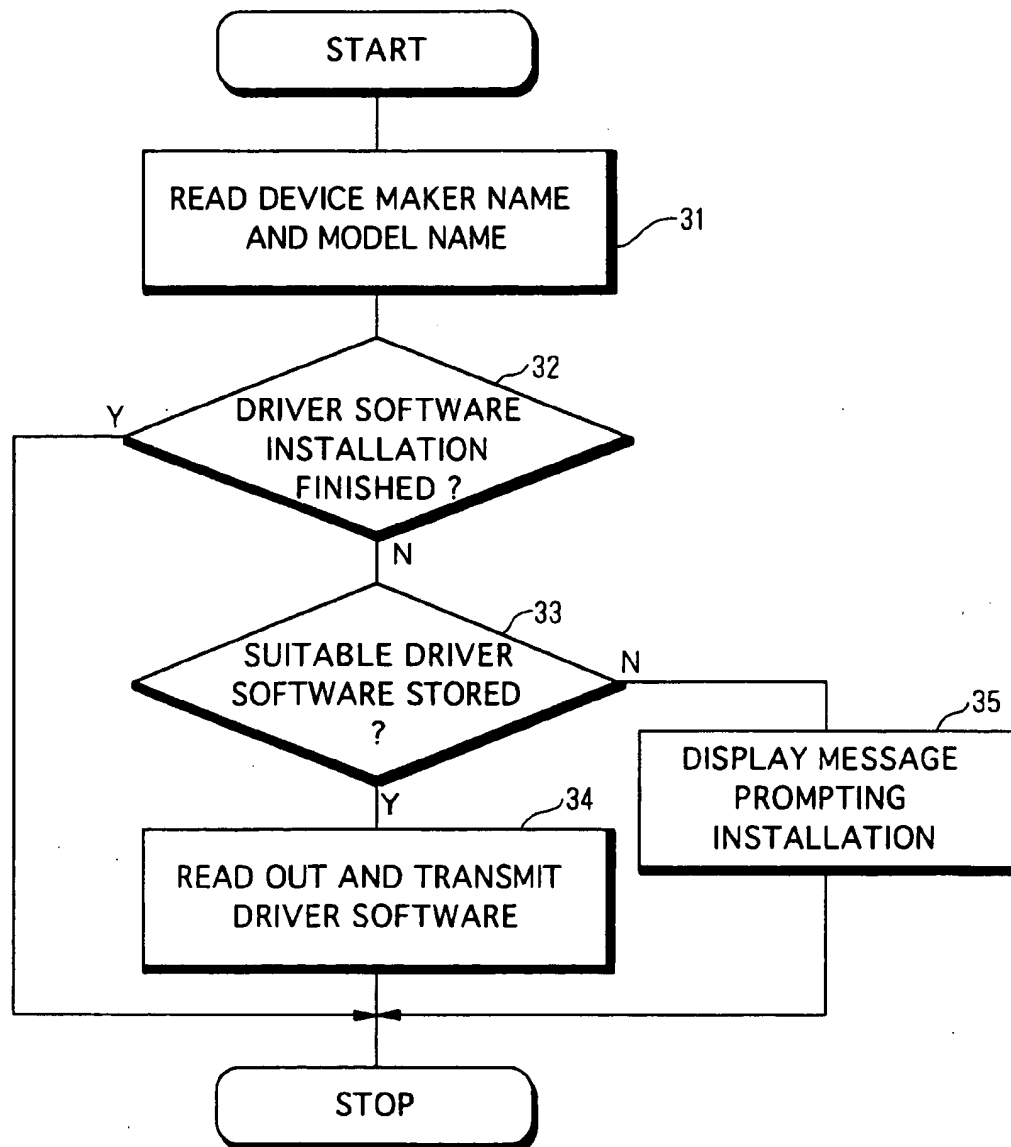 START
READ DEVICE MAKER NAME
AND MODEL NAME
31
32
Y
DRIVER SOFTWARE
INSTALLATION
FINISHED ?
N
33
SUITABLE DRIVER
SOFTWARE STORED
?
N
35
DISPLAY MESSAGE
PROMPTING
INSTALLATION
Y
34
READ OUT AND TRANSMIT
DRIVER SOFTWARE
STOP